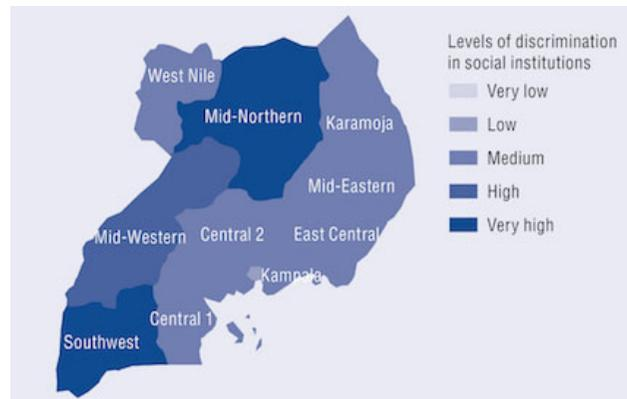 Levels of discrimination
in social institutions
Very low
Low
Medium
High
Very high
West Nile
Mid-Northern
Karamoja
Mid-Eastern
Mid-Western
Central 2
East Central
Kampala
Central 1
Southwest